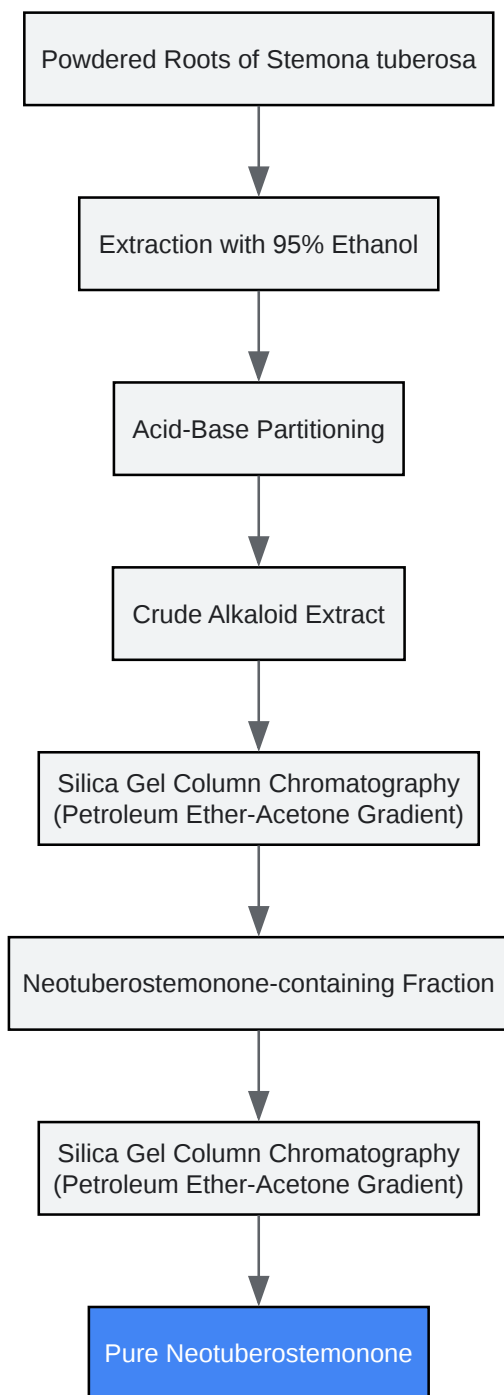 Powdered Roots of Stemona tuberosa
Extraction with 95% Ethanol
Acid-Base Partitioning
Crude Alkaloid Extract
Silica Gel Column Chromatography
(Petroleum Ether-Acetone Gradient)
Neotuberostemonone-containing Fraction
Silica Gel Column Chromatography
(Petroleum Ether-Acetone Gradient)
Pure Neotuberostemonone